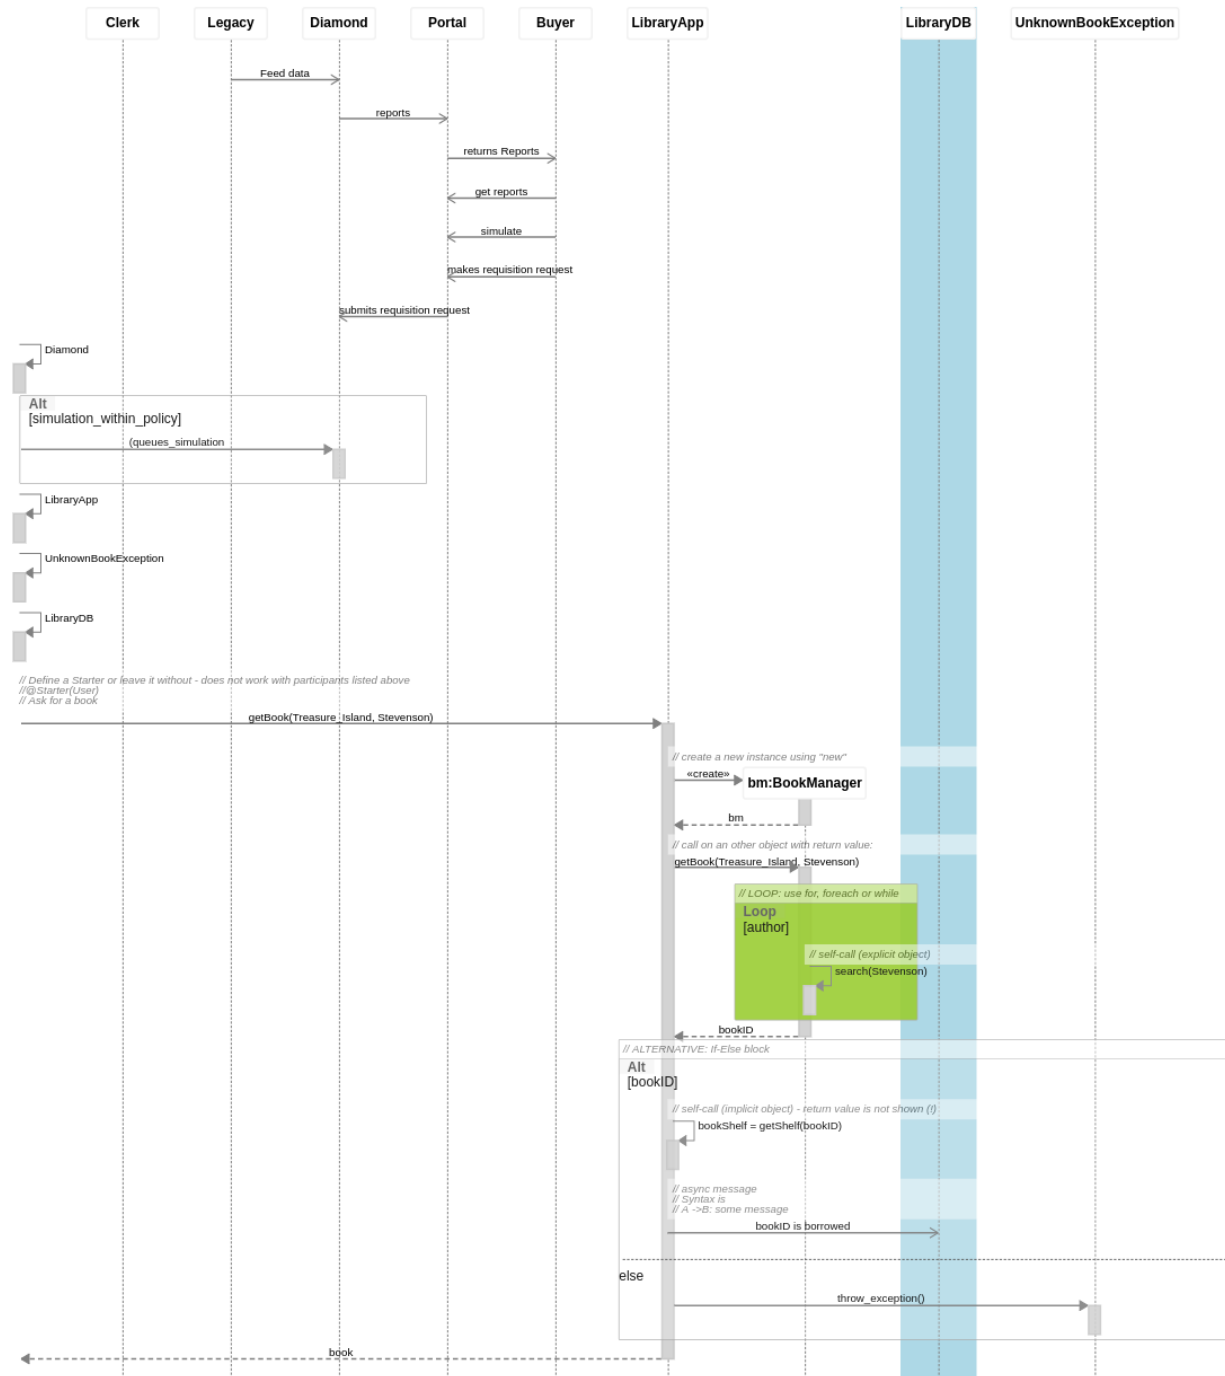 Clerk Legacy Diamond Portal Buyer LibraryApp LibraryDB UnknownBookException
Feed data
reports
returns Reports
get reports
simulate
makes requisition request
submits requisition request
Diamond
Alt
[simulation_within_policy]
(queues_simulation
LibraryApp
UnknownBookException
LibraryDB
// Define a Starter or leave it without - does not work with participants listed above
//@Starter(User)
// Ask for a book
getBook(Treasure_Island, Stevenson)
// create a new instance using "new"
«create»
bm:BookManager
bm
// call on an other object with return value:
getBook(Treasure_Island, Stevenson)
// LOOP: use for, foreach or while
Loop
[author]
// self-call (explicit object)
search(Stevenson)
bookID
// ALTERNATIVE: If-Else block
Alt
[bookID]
// self-call (implicit object) - return value is not shown (!)
bookShelf = getShelf(bookID)
// async message
// Syntax is
// A ->B: some message
bookID is borrowed
else
throw_exception()
book